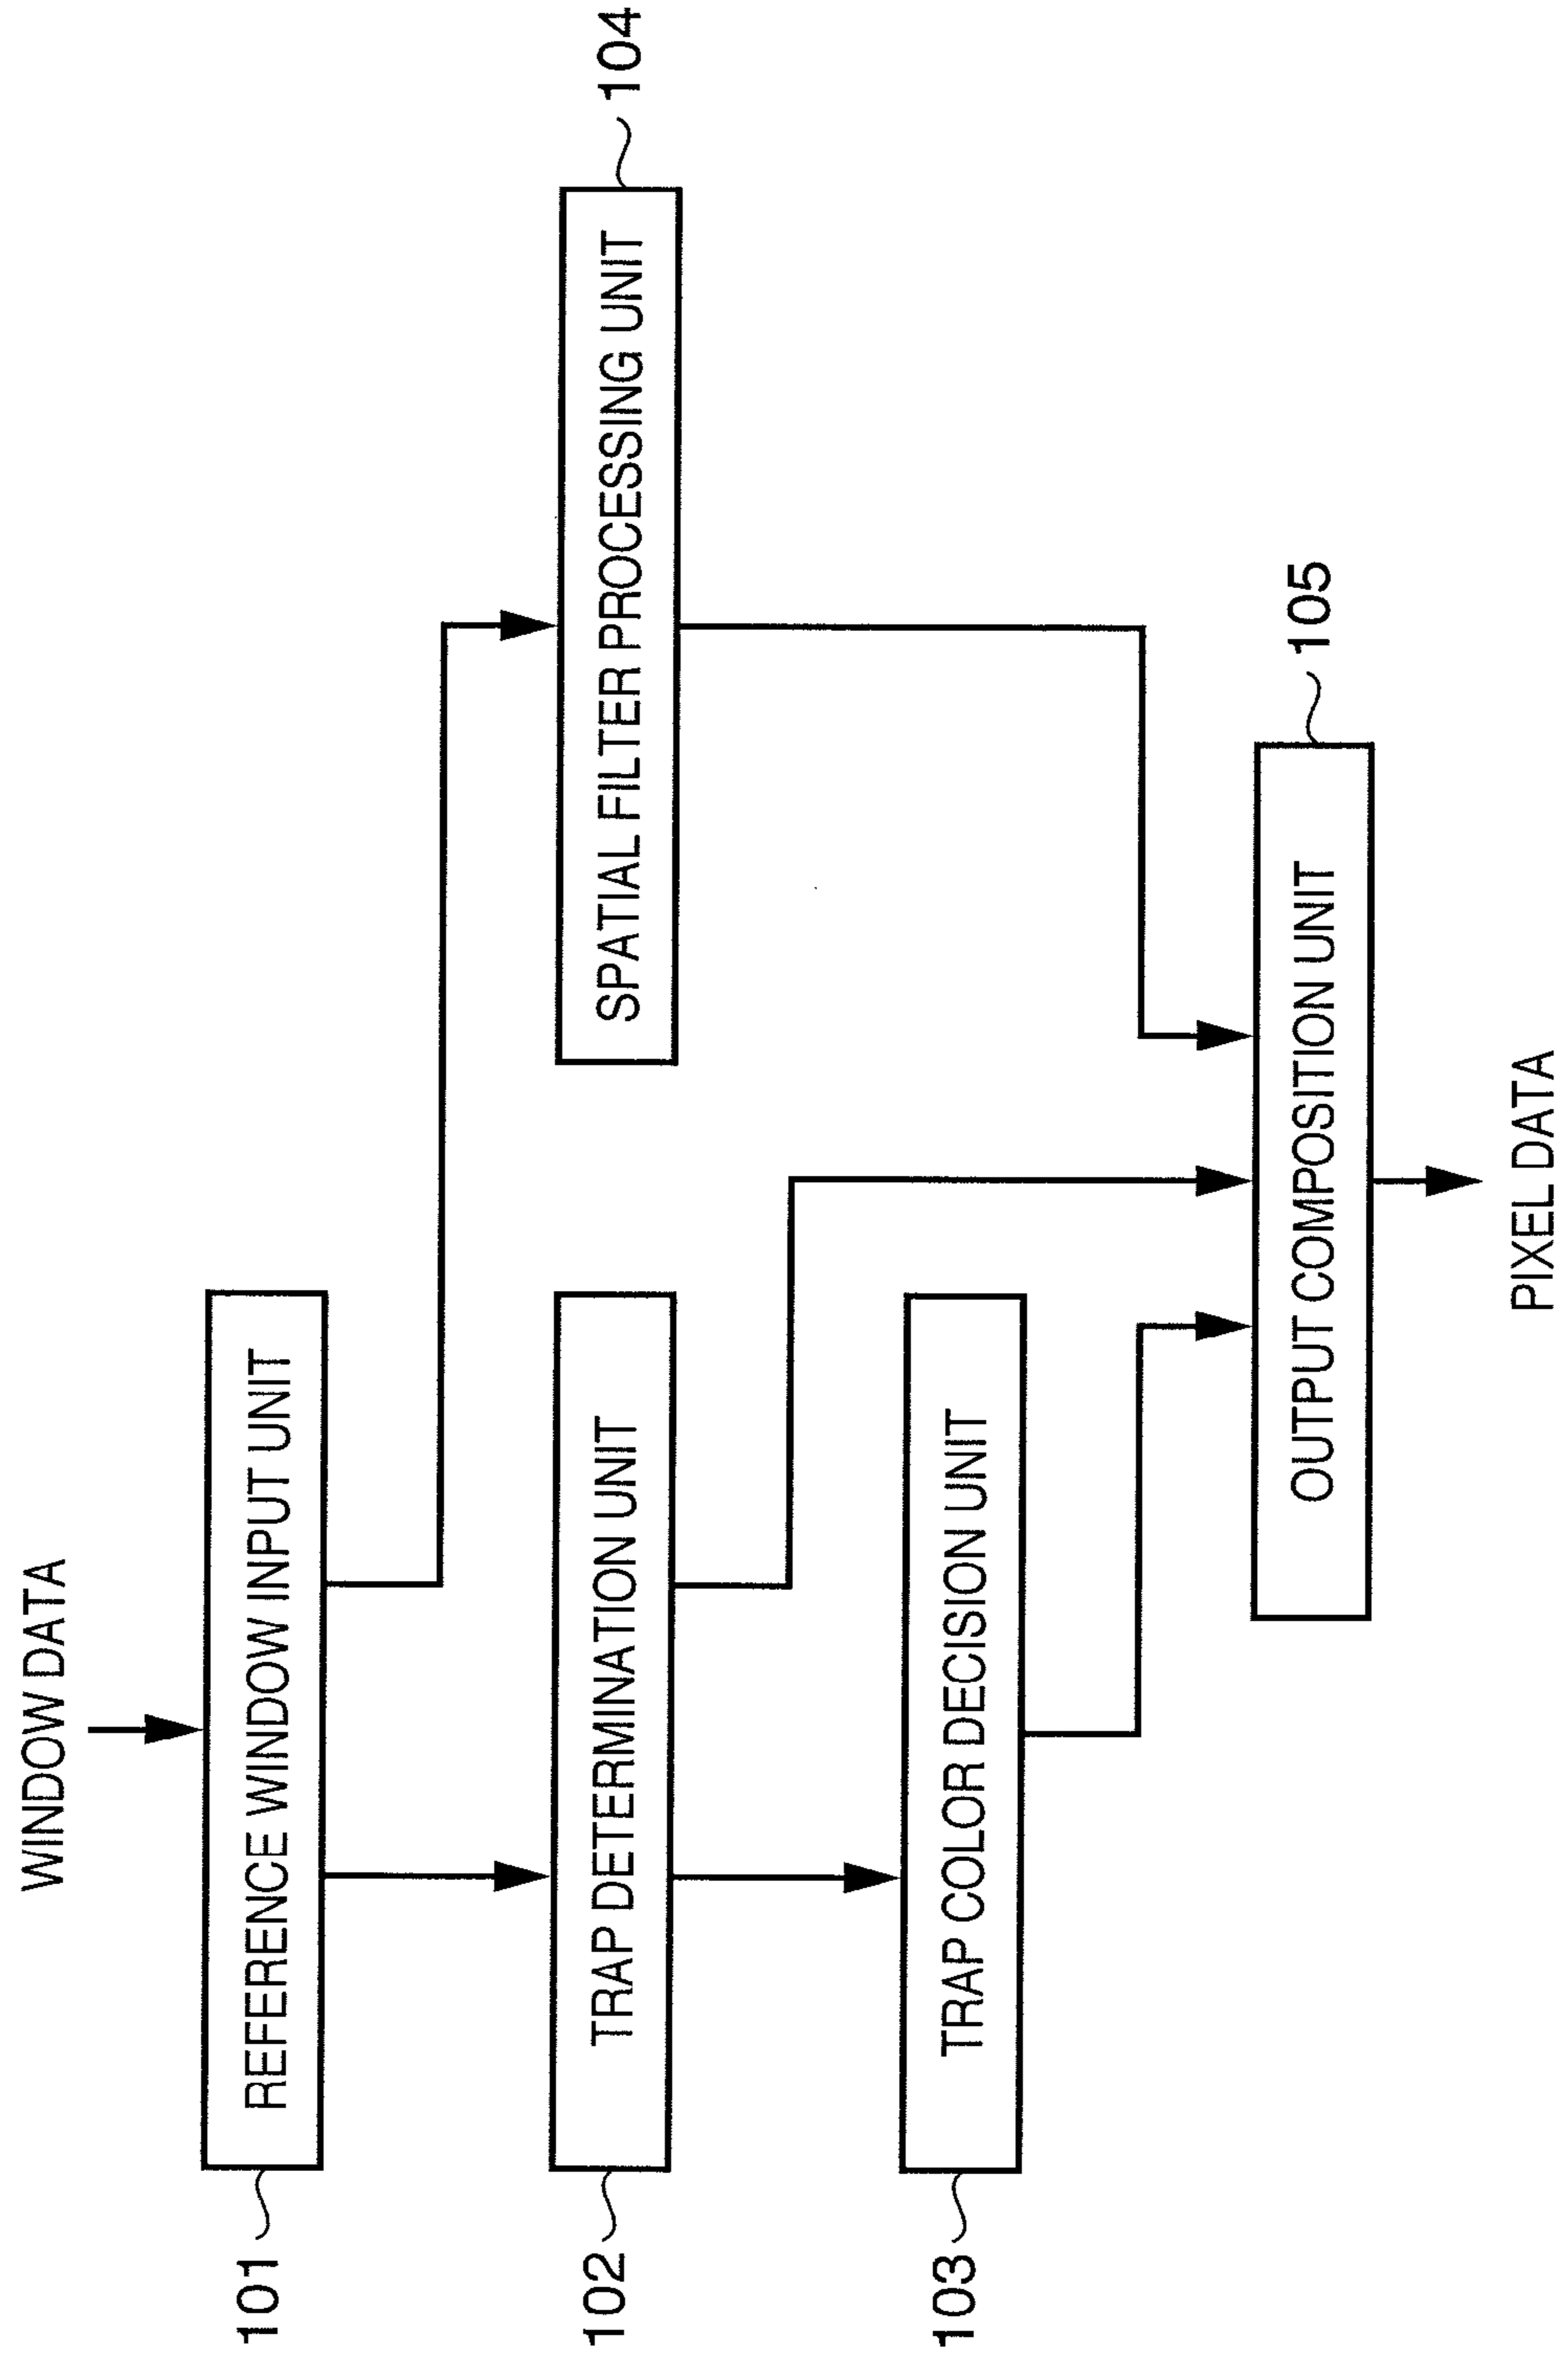 WINDOW DATA
101
REFERENCE WINDOW INPUT UNIT
102
TRAP DETERMINATION UNIT
SPATIAL FILTER PROCESSING UNIT
104
103
TRAP COLOR DECISION UNIT
OUTPUT COMPOSITION UNIT
105
PIXEL DATA